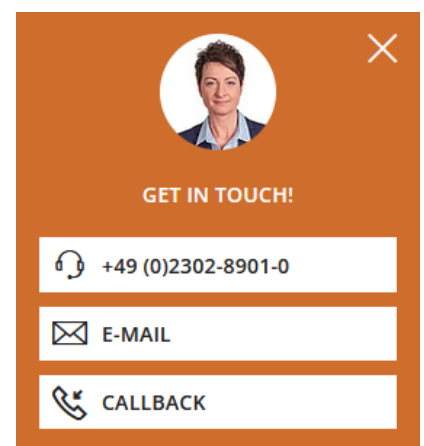 GET IN TOUCH!
+49 (0)2302-8901-0
E-MAIL
CALLBACK